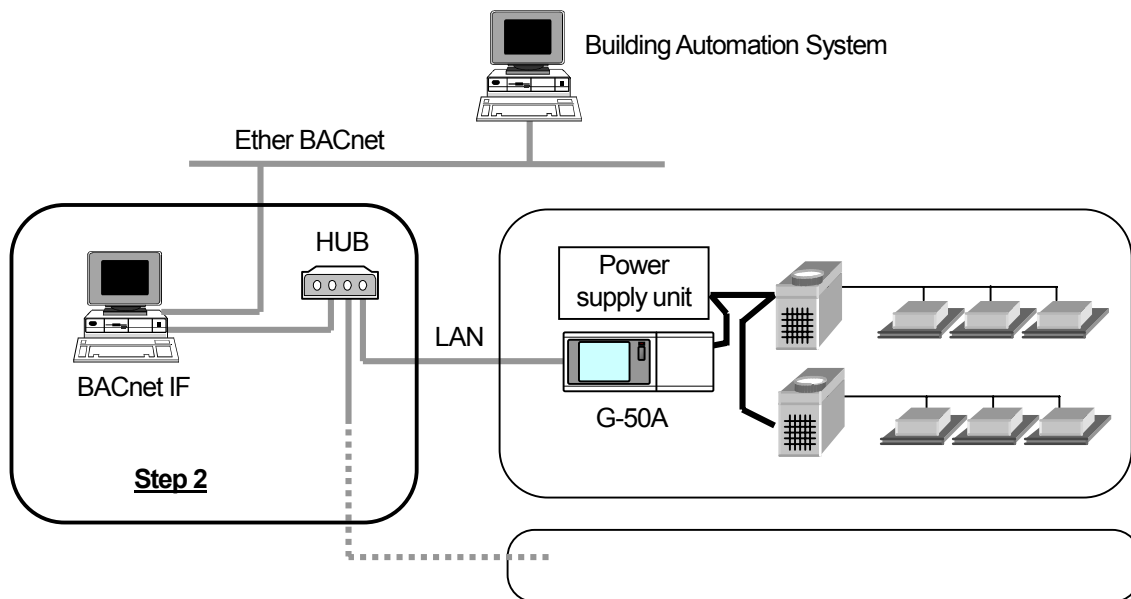 Building Automation System
Ether BACnet
HUB
Power
supply unit
LAN
BACnet IF
G-50A
Step 2